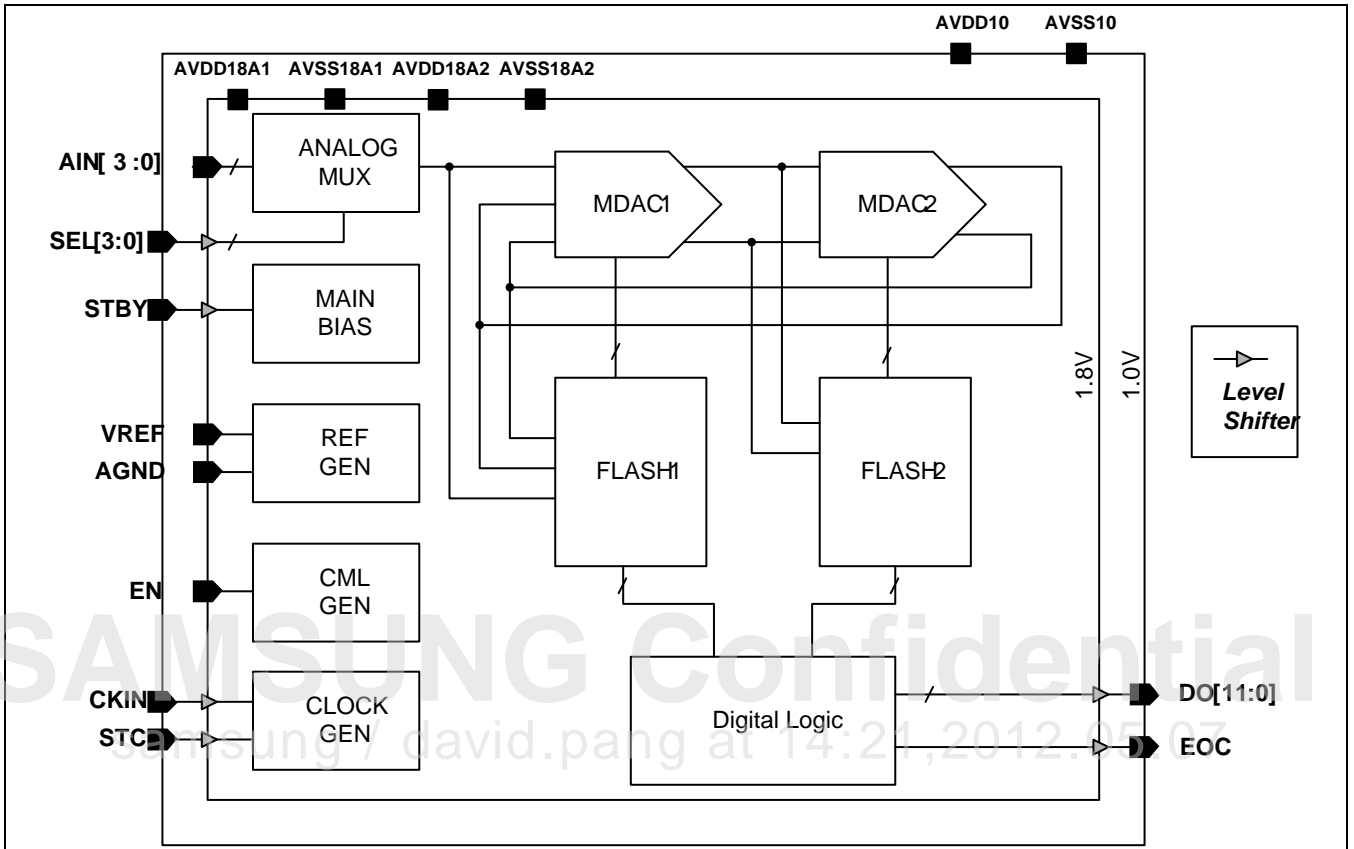 AVDD10 AVSS10
AVDD18A1 AVSS18A1 AVDD18A2 AVSS18A2
AIN[ 3 :0]
ANALOG
MUX
MDAC1
MDAC2
SEL[3:0]
STBY
MAIN
BIAS
1.8V
1.0V
Level
Shifter
VREF
AGND
REF
GEN
FLASH1
FLASH2
EN
CML
GEN
SAMSUNG Confidential
CKIN
STC
CLOCK
GEN
Digital Logic
DO[11:0]
EOC
samsung / david.pang at 14:21,2012.05.07